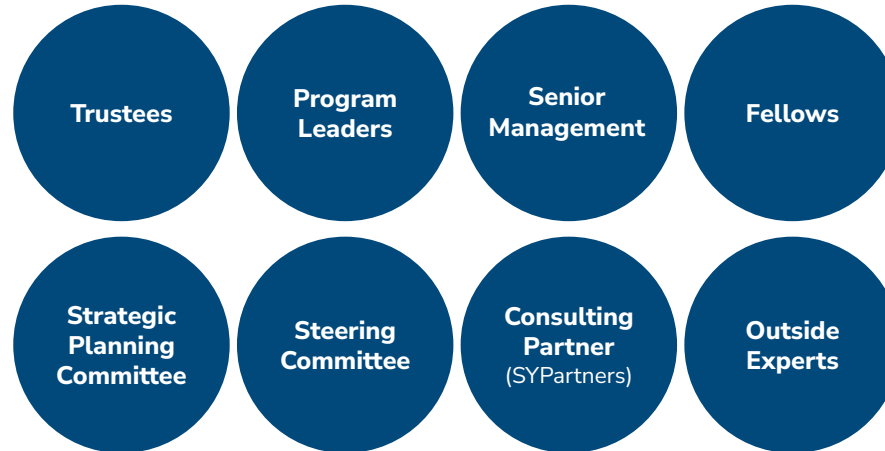 Trustees
Program
Leaders
Senior
Management
Fellows
Strategic
Planning
Committee
Steering
Committee
Consulting
Partner
(SYPartners)
Outside
Experts